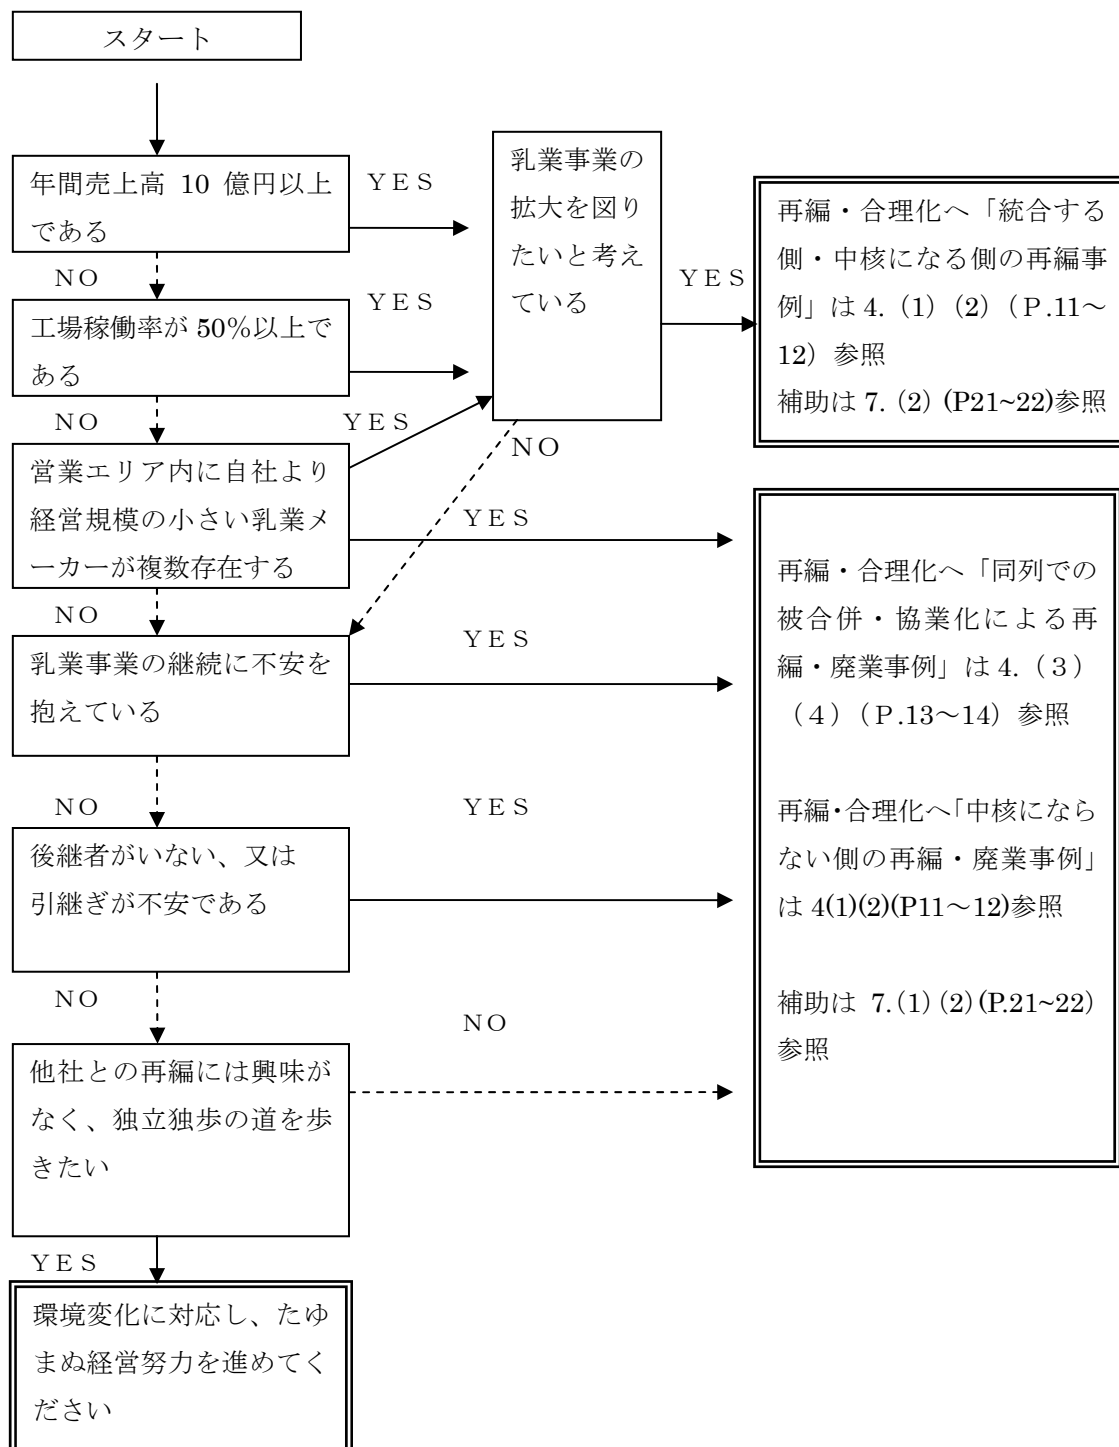 スタート
年間売上高 10 億円以上
である
YES
NO
工場稼働率が 50％以上で
ある
YES
NO
営業エリア内に自社より
経営規模の小さい乳業メ
ーカーが複数存在する
YES
YES
NO
乳業事業の
拡大を図り
たいと考え
ている
YES
NO
再編・合理化へ「統合する
側・中核になる側の再編事
例」は 4. (1) (2)（P.11～
12）参照
補助は 7. (2) (P21~22)参照
乳業事業の継続に不安を
抱えている
YES
NO
後継者がいない、又は
引継ぎが不安である
YES
NO
他社との再編には興味が
なく、独立独歩の道を歩
きたい
NO
YES
再編・合理化へ「同列での
被合併・協業化による再
編・廃業事例」は 4.（３）
（４）（P.13～14）参照
再編・合理化へ「中核になら
ない側の再編・廃業事例」
は 4(1)(2)(P11～12)参照
補助は 7.(1) (2) (P.21~22)
参照
環境変化に対応し、たゆ
まぬ経営努力を進めてく
ださい